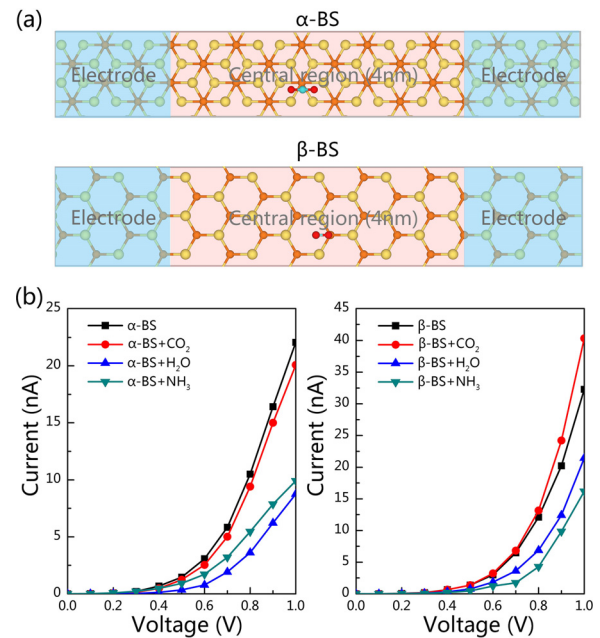 (a)
α-BS
Electrode Central region (4nm) Electrode
β-BS
Electrode Central region (4nm) Electrode
(b)
25
20
15
10
5
0
Current (nA)
α-BS
α-BS+CO₂
α-BS+H₂O
α-BS+NH₃
0.0 0.2 0.4 0.6 0.8 1.0
Voltage (V)
45
40
35
30
25
20
15
10
5
0
Current (nA)
β-BS
β-BS+CO₂
β-BS+H₂O
β-BS+NH₃
0.0 0.2 0.4 0.6 0.8 1.0
Voltage (V)